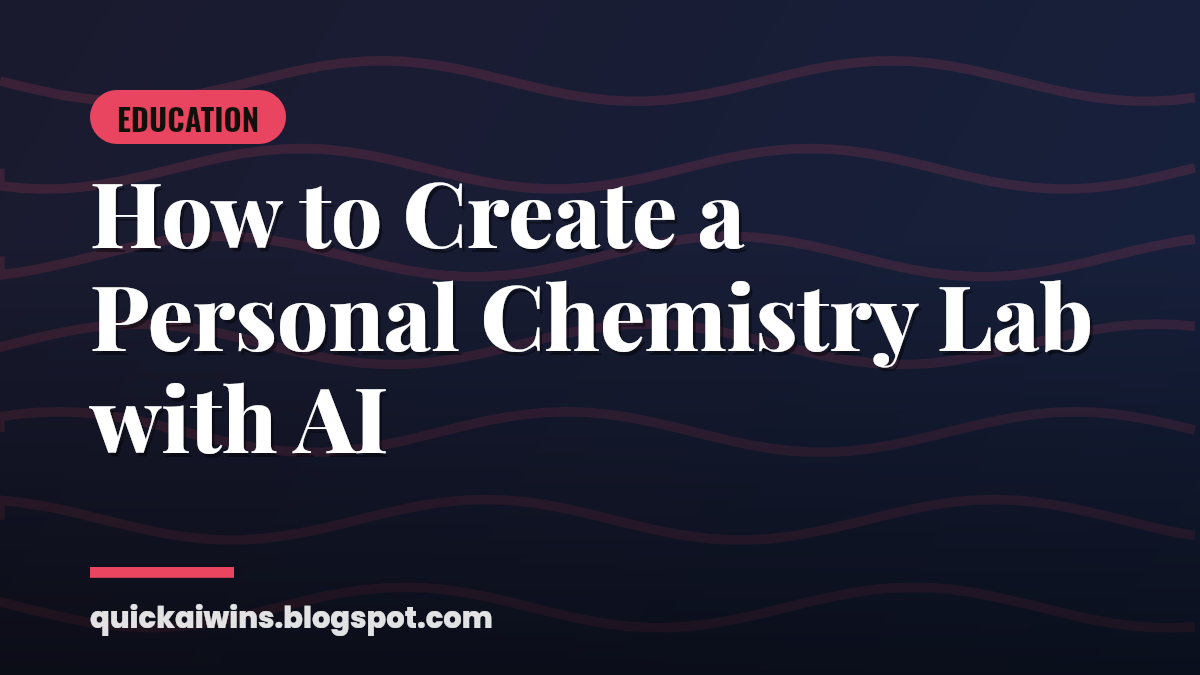 EDUCATION
How to Create a
Personal Chemistry Lab
with AI
quickaiwins.blogspot.com